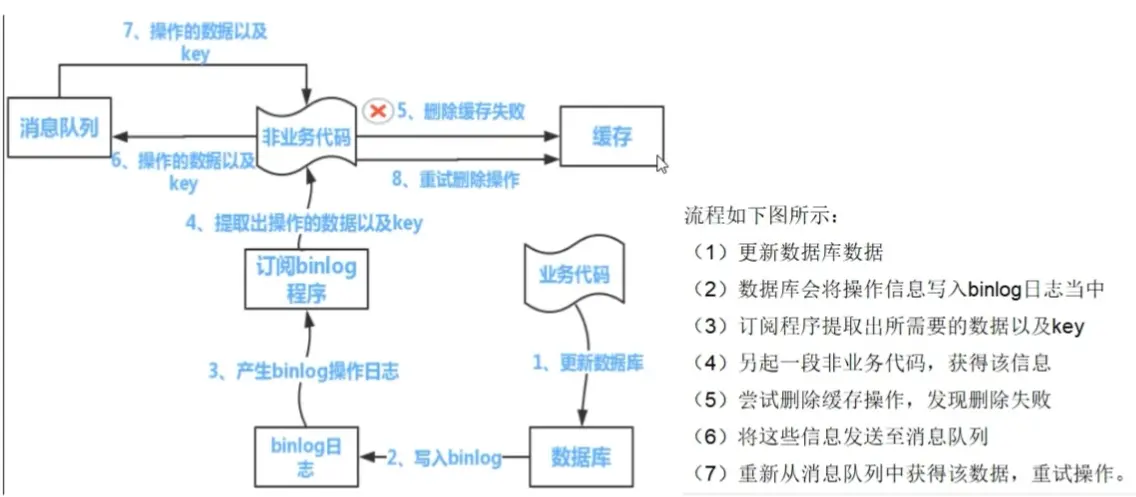 7、操作的数据以及
key
消息队列
非业务代码
5、删除缓存失败
缓存
6、操作的数据以及
key
8、重试删除操作
4、提取出操作的数据以及key
订阅binlog
程序
业务代码
3、产生binlog操作日志
1、更新数据库
binlog日
志
2、写入binlog
数据库
流程如下图所示：
（1）更新数据库数据
（2）数据库会将操作信息写入binlog日志当中
（3）订阅程序提取出所需要的数据以及key
（4）另起一段非业务代码，获得该信息
（5）尝试删除缓存操作，发现删除失败
（6）将这些信息发送至消息队列
（7）重新从消息队列中获得该数据，重试操作。